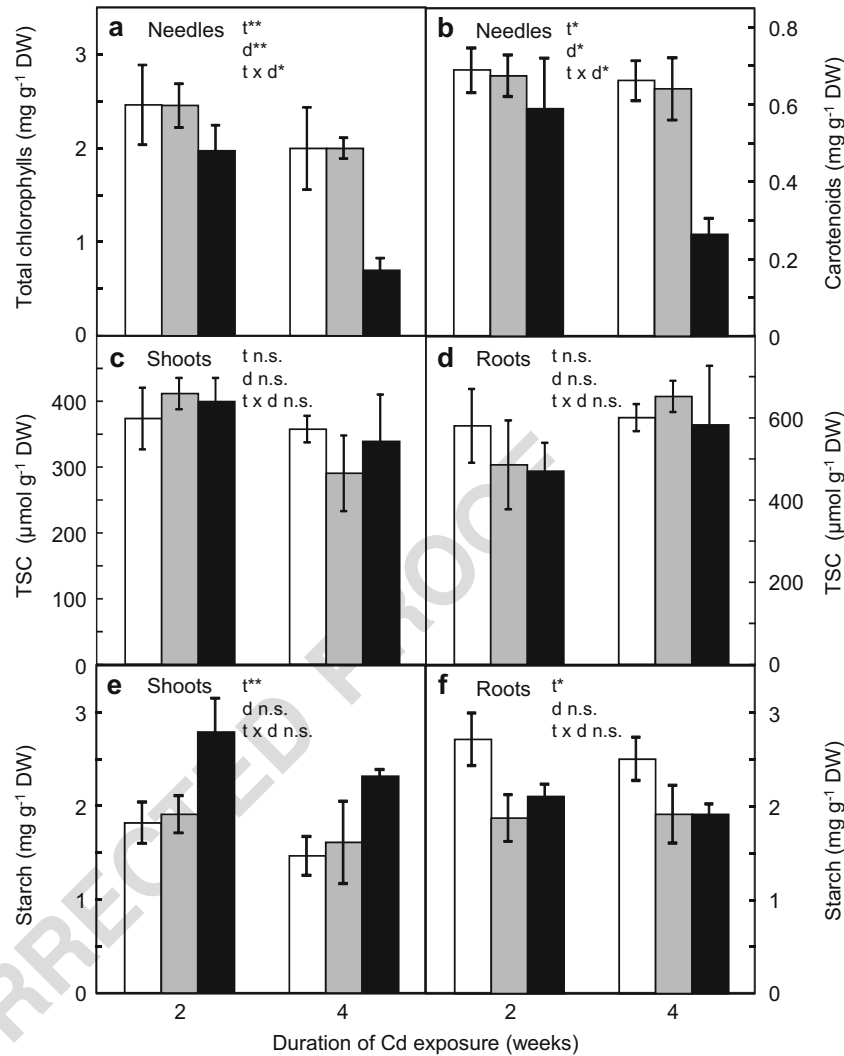 a Needles t**
d**
t x d*
b Needles t*
d*
t x d*
Total chlorophylls (mg g-1 DW)
3
2
1
0
0.8
0.6
0.4
0.2
0
Carotenoids (mg g-1 DW)
c Shoots t n.s.
d n.s.
t x d n.s.
d Roots t n.s.
d n.s.
t x d n.s.
TSC (µmol g-1 DW)
400
300
200
100
0
600
400
200
0
TSC (µmol g-1 DW)
e Shoots t**
d n.s.
t x d n.s.
f Roots t*
d n.s.
t x d n.s.
Starch (mg g-1 DW)
3
2
1
0
3
2
1
0
Starch (mg g-1 DW)
2 4 2 4
Duration of Cd exposure (weeks)
RRECTED PROOF